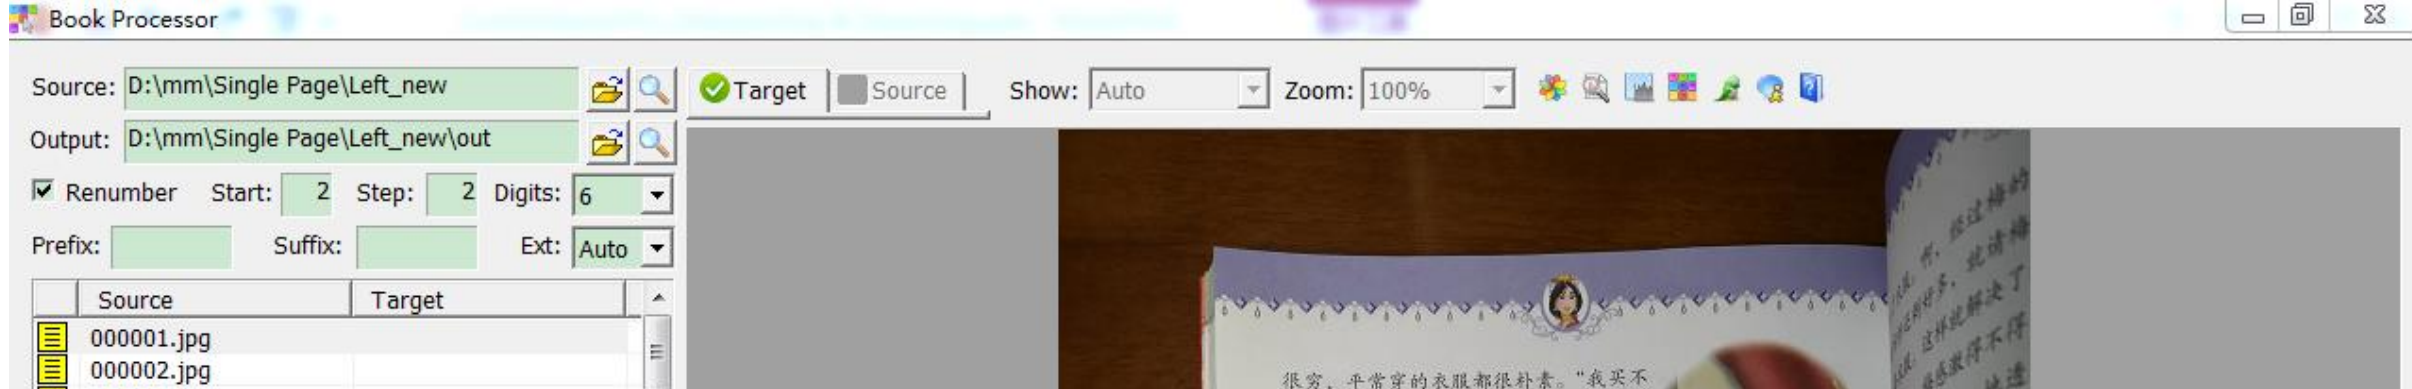 Book Processor
Source: D:\mm\Single Page\Left_new
Target Source Show: Auto Zoom: 100%
Output: D:\mm\Single Page\Left_new\out
Renumber Start: 2 Step: 2 Digits: 6
Prefix: Suffix: Ext: Auto
Source Target
000001.jpg
000002.jpg
很穷，平常穿的衣服都很朴素。“我买不